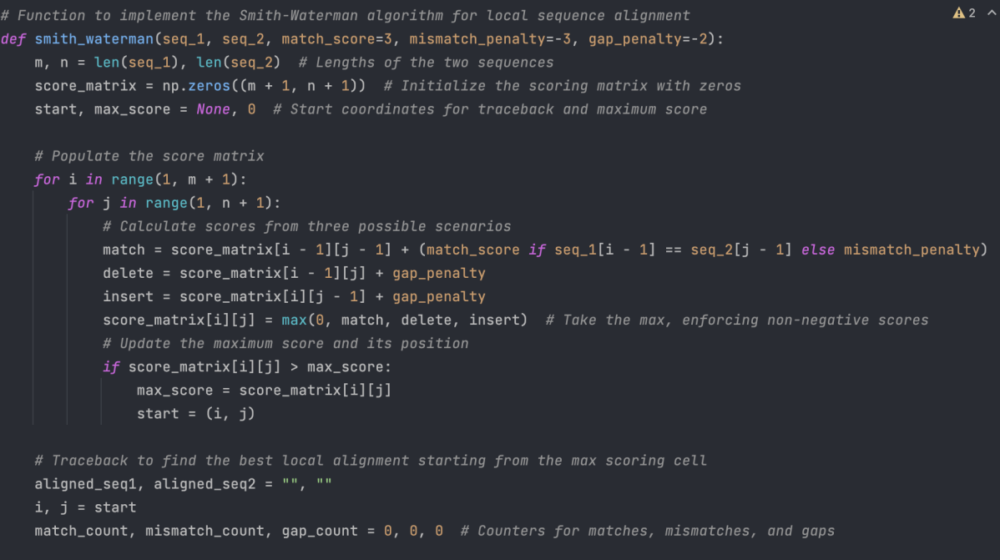 # Function to implement the Smith-Waterman algorithm for local sequence alignment
2
def smith_waterman(seq_1, seq_2, match_score=3, mismatch_penalty=-3, gap_penalty=-2):
    m, n = len(seq_1), len(seq_2)  # Lengths of the two sequences
    score_matrix = np.zeros((m + 1, n + 1))  # Initialize the scoring matrix with zeros
    start, max_score = None, 0  # Start coordinates for traceback and maximum score

    # Populate the score matrix
    for i in range(1, m + 1):
        for j in range(1, n + 1):
            # Calculate scores from three possible scenarios
            match = score_matrix[i - 1][j - 1] + (match_score if seq_1[i - 1] == seq_2[j - 1] else mismatch_penalty)
            delete = score_matrix[i - 1][j] + gap_penalty
            insert = score_matrix[i][j - 1] + gap_penalty
            score_matrix[i][j] = max(0, match, delete, insert)  # Take the max, enforcing non-negative scores
            # Update the maximum score and its position
            if score_matrix[i][j] > max_score:
                max_score = score_matrix[i][j]
                start = (i, j)

    # Traceback to find the best local alignment starting from the max scoring cell
    aligned_seq1, aligned_seq2 = "", ""
    i, j = start
    match_count, mismatch_count, gap_count = 0, 0, 0  # Counters for matches, mismatches, and gaps